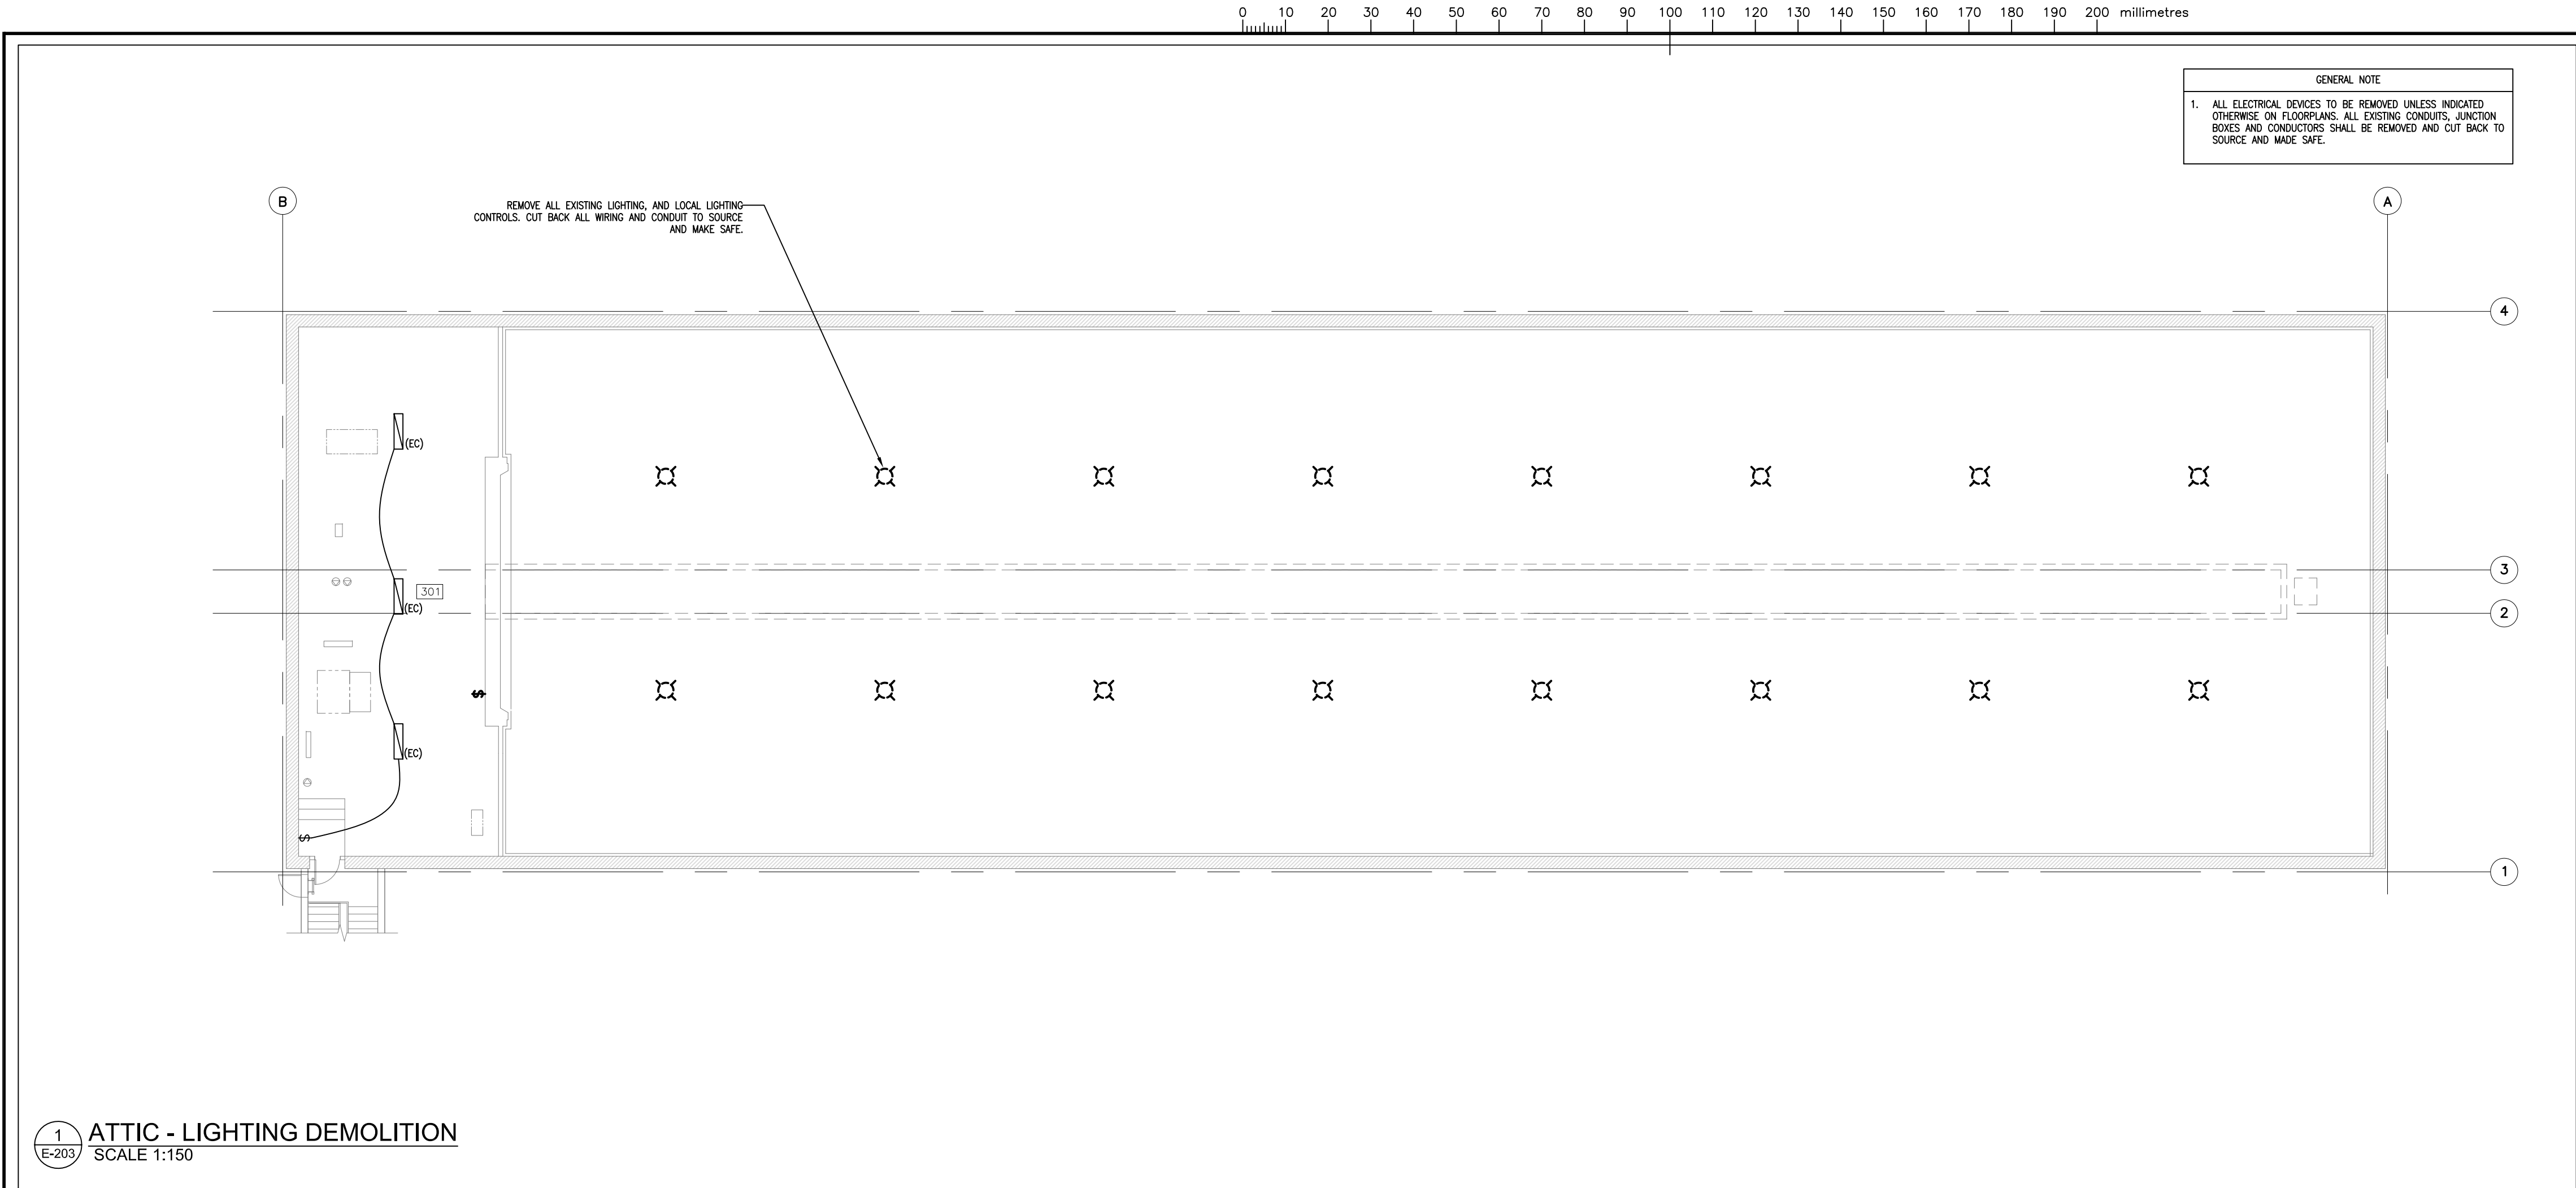 0 10 20 30 40 50 60 70 80 90 100 110 120 130 140 150 160 170 180 190 200 millimetres
GENERAL NOTE
1. ALL ELECTRICAL DEVICES TO BE REMOVED UNLESS INDICATED
OTHERWISE ON FLOORPLANS. ALL EXISTING CONDUITS, JUNCTION
BOXES AND CONDUCTORS SHALL BE REMOVED AND CUT BACK TO
SOURCE AND MADE SAFE.
B
A
REMOVE ALL EXISTING LIGHTING, AND LOCAL LIGHTING
CONTROLS. CUT BACK ALL WIRING AND CONDUIT TO SOURCE
AND MAKE SAFE.
4
(EC)
3
301
(EC)
2
$
(EC)
$
1
1
E-203
ATTIC - LIGHTING DEMOLITION
SCALE 1:150